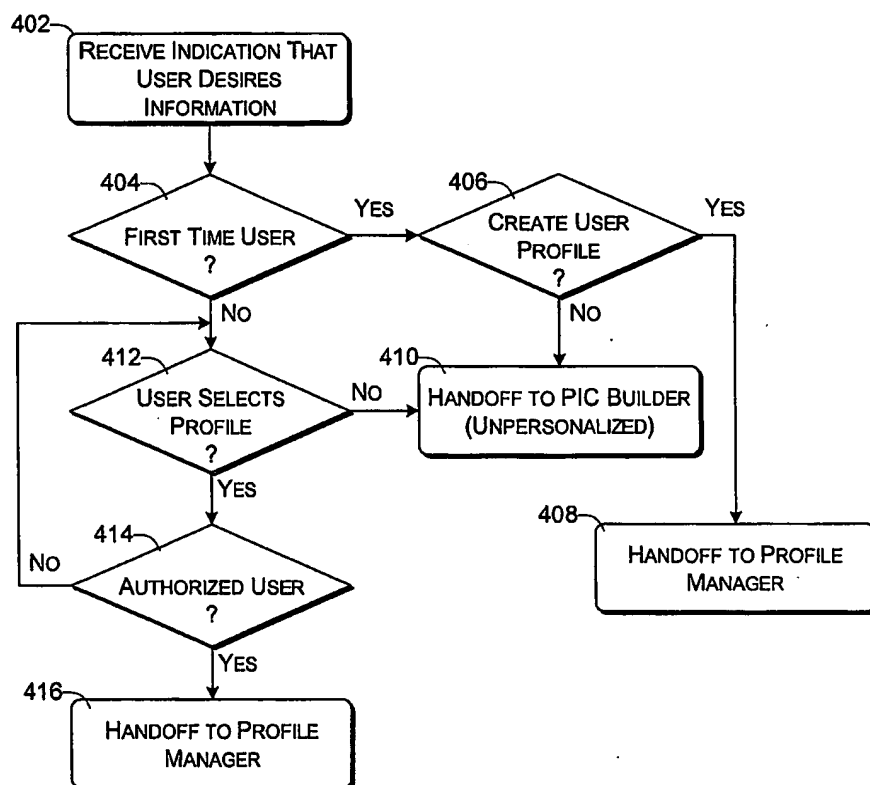 402
RECEIVE INDICATION THAT
USER DESIRES
INFORMATION
404
FIRST TIME USER
?
YES
406
CREATE USER
PROFILE
?
YES
NO
NO
412
USER SELECTS
PROFILE
?
NO
410
HANDOFF TO PIC BUILDER
(UNPERSONALIZED)
YES
414
AUTHORIZED USER
?
NO
408
HANDOFF TO PROFILE
MANAGER
YES
416
HANDOFF TO PROFILE
MANAGER